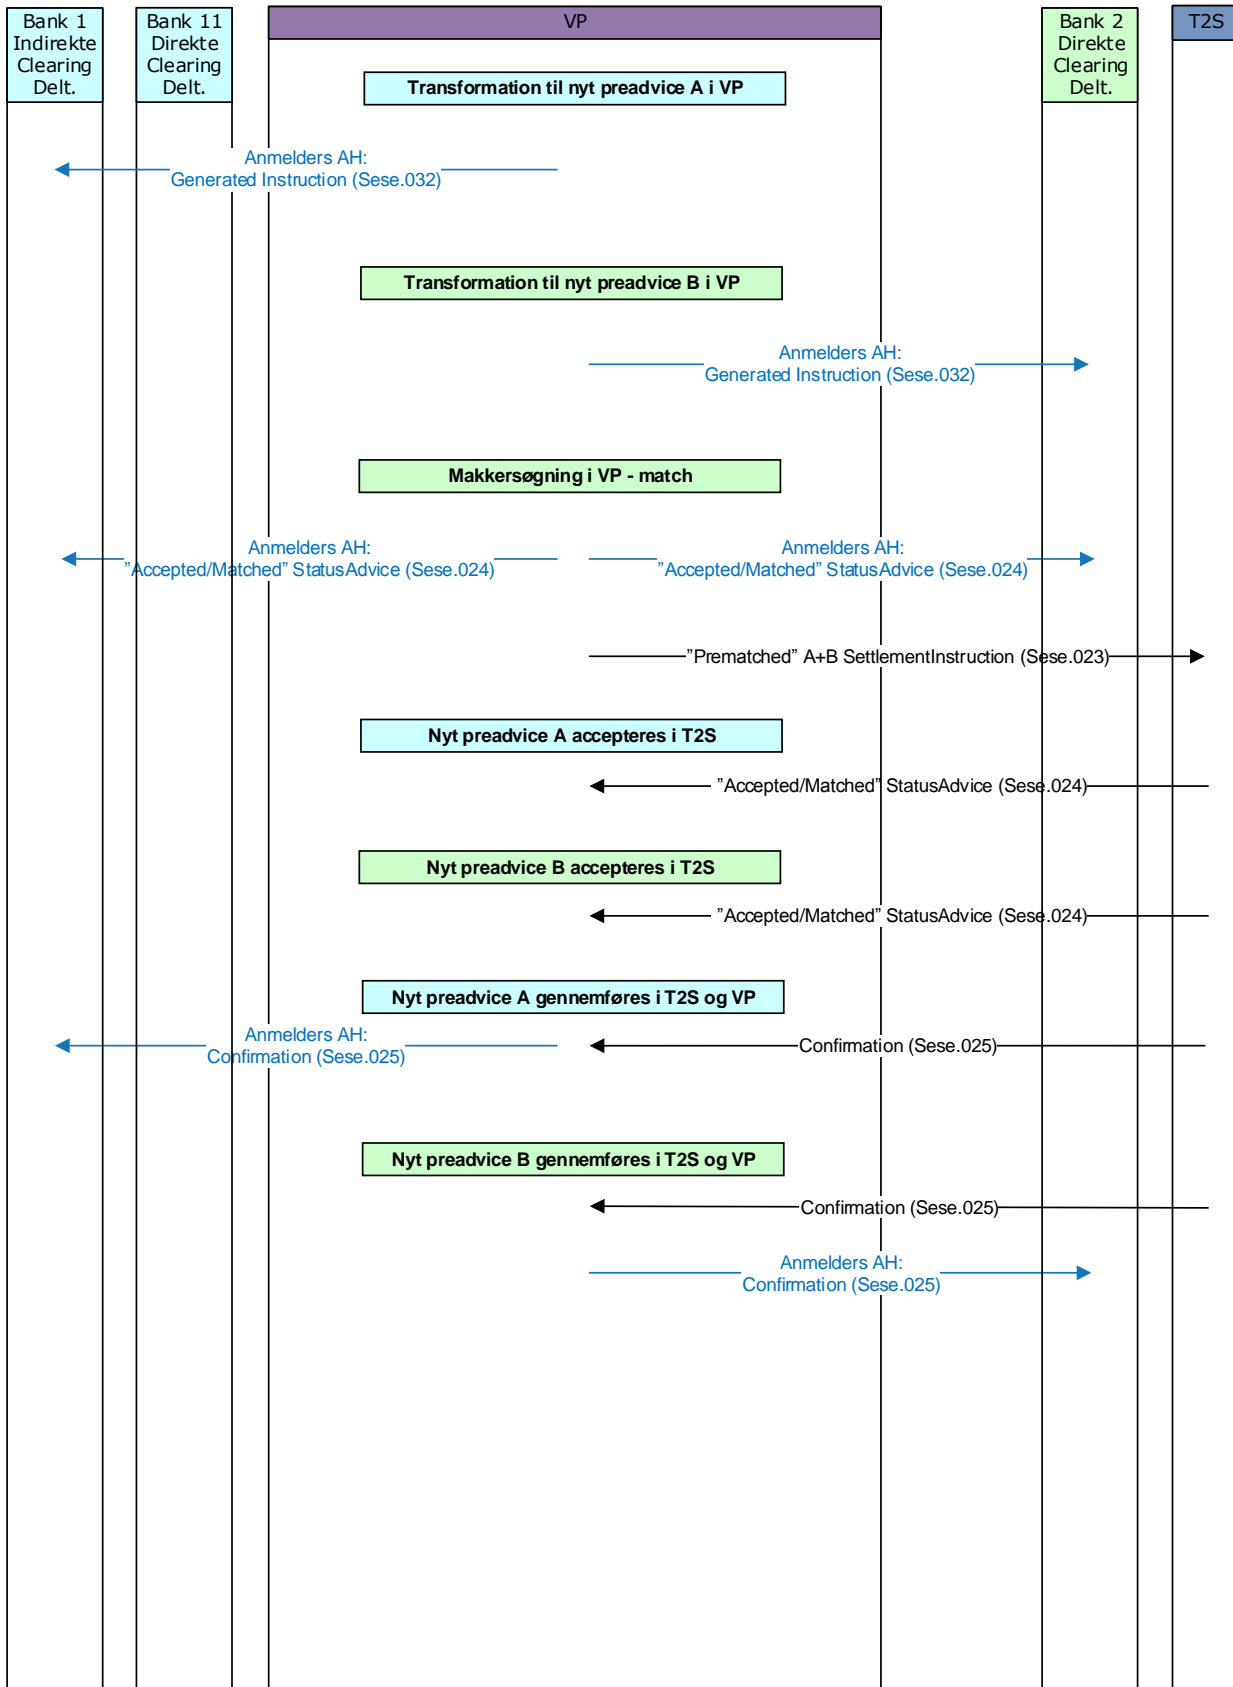 Bank 1
Indirekte
Clearing
Delt.
Bank 11
Direkte
Clearing
Delt.
VP
Bank 2
Direkte
Clearing
Delt.
T2S
Transformation til nyt preadvice A i VP
Anmelders AH:
Generated Instruction (Sese.032)
Transformation til nyt preadvice B i VP
Anmelders AH:
Generated Instruction (Sese.032)
Makkersøgning i VP - match
Anmelders AH:
”Accepted/Matched” StatusAdvice (Sese.024)
Anmelders AH:
”Accepted/Matched” StatusAdvice (Sese.024)
”Prematched” A+B SettlementInstruction (Sese.023)
Nyt preadvice A accepteres i T2S
”Accepted/Matched” StatusAdvice (Sese.024)
Nyt preadvice B accepteres i T2S
”Accepted/Matched” StatusAdvice (Sese.024)
Nyt preadvice A gennemføres i T2S og VP
Anmelders AH:
Confirmation (Sese.025)
Confirmation (Sese.025)
Nyt preadvice B gennemføres i T2S og VP
Confirmation (Sese.025)
Anmelders AH:
Confirmation (Sese.025)